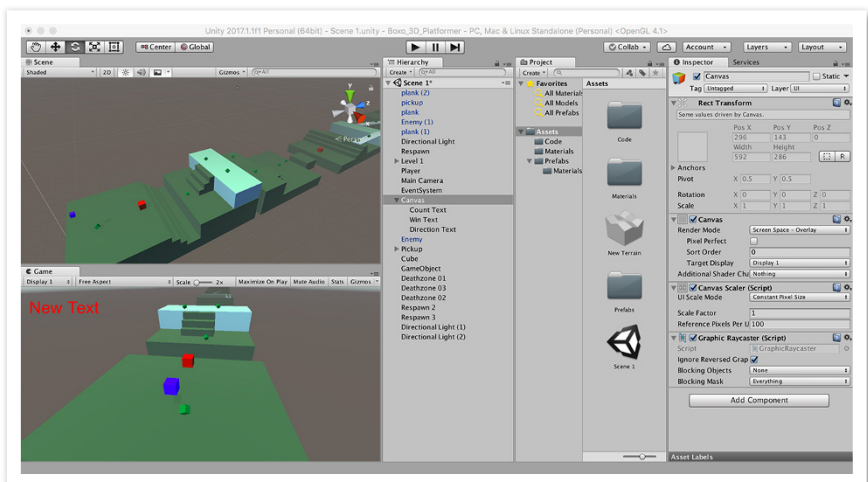 Unity 2017.1.1f1 Personal (64bit) - Scene 1.unity - Boxo_3D_Platformer - PC, Mac & Linux Standalone (Personal) <OpenGL 4.1>
Center Global
Collab Account Layers Layout
Scene
Shaded 2D Gizmos All
y
z
x
Persp
Game
Display 1 Free Aspect Scale 2x Maximize On Play Mute Audio Stats Gizmos
New Text
Hierarchy
Create All
Scene 1*
plank (2)
pickup
plank
Enemy (1)
plank (1)
Directional Light
Respawn
Level 1
Player
Main Camera
EventSystem
Canvas
Count Text
Win Text
Direction Text
Enemy
Pickup
Cube
GameObject
Deathzone 01
Deathzone 03
Deathzone 02
Respawn 2
Respawn 3
Directional Light (1)
Directional Light (2)
Project
Create
Favorites
All Materials
All Models
All Prefabs
Assets
Code
Materials
Prefabs
Materials
Assets
Code
Materials
New Terrain
Prefabs
Scene 1
Inspector Services
Canvas Static
Tag Untagged Layer UI
Rect Transform
Some values driven by Canvas.
Pos X Pos Y Pos Z
296 143 0
Width Height
592 286 R
Anchors
Pivot X 0.5 Y 0.5
Rotation X 0 Y 0 Z 0
Scale X 1 Y 1 Z 1
Canvas
Render Mode Screen Space - Overlay
Pixel Perfect
Sort Order 0
Target Display Display 1
Additional Shader Cha Nothing
Canvas Scaler (Script)
UI Scale Mode Constant Pixel Size
Scale Factor 1
Reference Pixels Per U 100
Graphic Raycaster (Script)
Script GraphicRaycaster
Ignore Reversed Grap
Blocking Objects None
Blocking Mask Everything
Add Component
Asset Labels